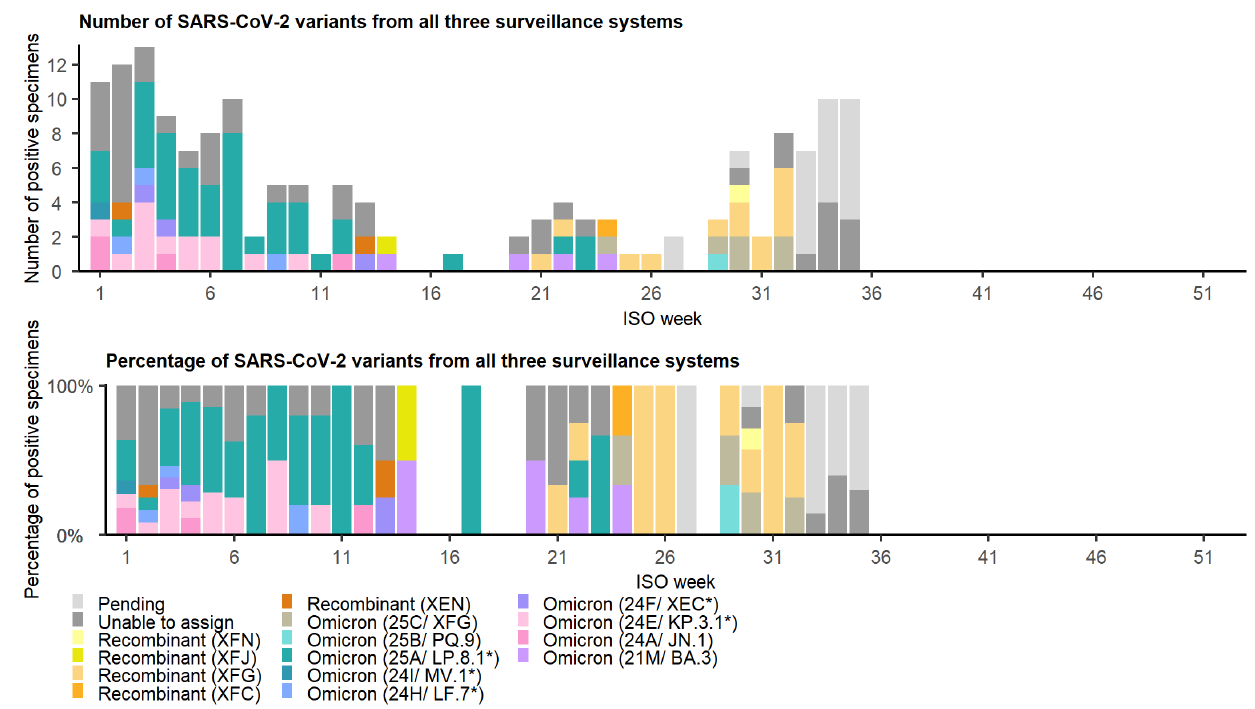 Number of SARS-CoV-2 variants from all three surveillance systems
Number of positive specimens
12
10
8
6
4
2
0
1 6 11 16 21 26 31 36 41 46 51
ISO week
Percentage of SARS-CoV-2 variants from all three surveillance systems
Percentage of positive specimens
100%
0%
1 6 11 16 21 26 31 36 41 46 51
ISO week
Pending
Unable to assign
Recombinant (XFN)
Recombinant (XFJ)
Recombinant (XFG)
Recombinant (XFC)
Recombinant (XEN)
Omicron (25C/ XFG)
Omicron (25B/ PQ.9)
Omicron (25A/ LP.8.1*)
Omicron (24I/ MV.1*)
Omicron (24H/ LF.7*)
Omicron (24F/ XEC*)
Omicron (24E/ KP.3.1*)
Omicron (24A/ JN.1)
Omicron (21M/ BA.3)